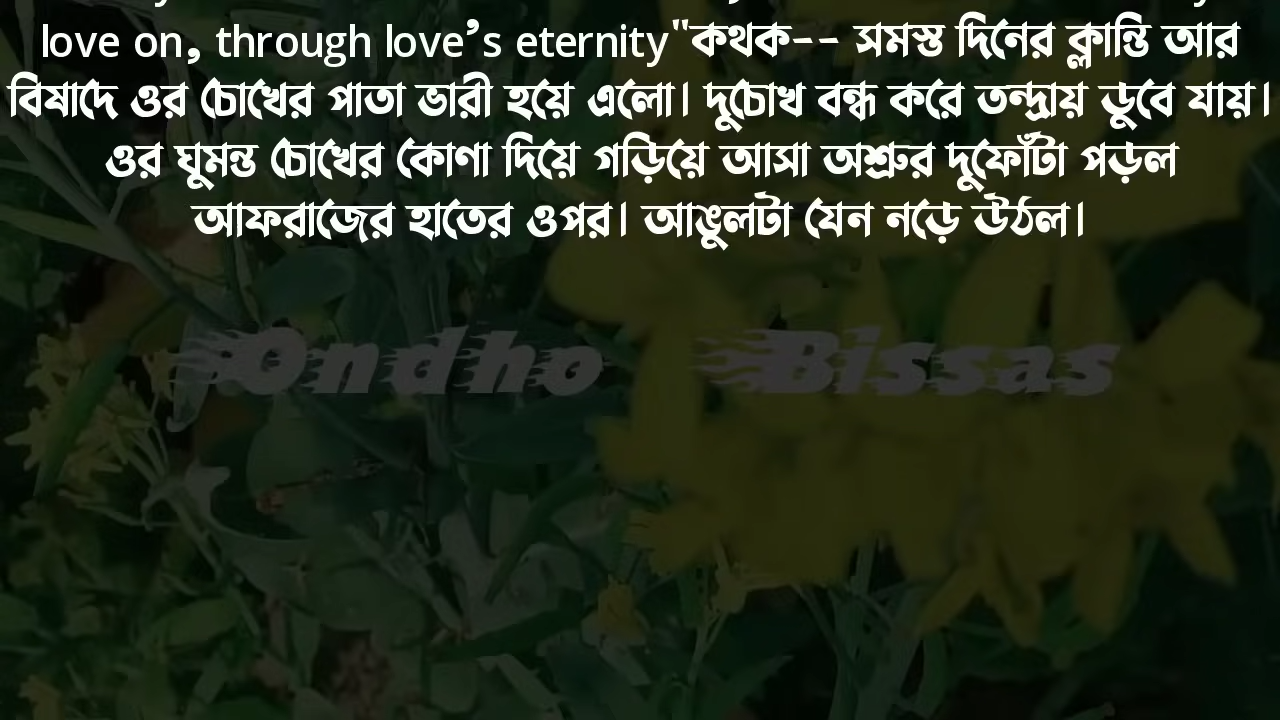 love on, through love’s eternity"কথক-- সমস্ত দিনের ক্লান্তি আর
বিষাদে ওর চোখের পাতা ভারী হয়ে এলো। দুচোখ বন্ধ করে তন্দ্রায় ডুবে যায়।
ওর ঘুমন্ত চোখের কোণা দিয়ে গড়িয়ে আসা অশ্রুর দুফোঁটা পড়ল
আফরাজের হাতের ওপর। আঙুলটা যেন নড়ে উঠল।
Ondho Bissas